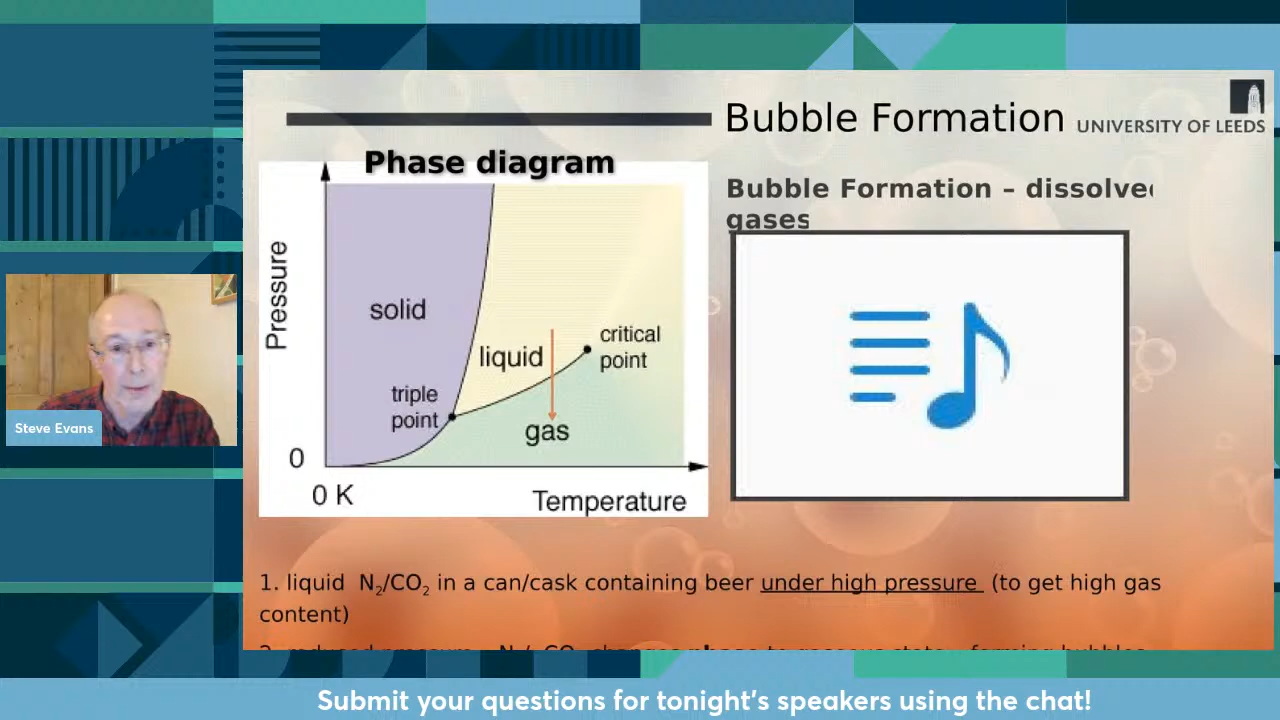 Bubble Formation
UNIVERSITY OF LEEDS
Phase diagram
Bubble Formation – dissolved
gases
Pressure
solid
liquid
critical
point
triple
point
gas
0
0 K
Temperature
Steve Evans
1. liquid N₂/CO₂ in a can/cask containing beer under high pressure (to get high gas
content)
Submit your questions for tonight's speakers using the chat!